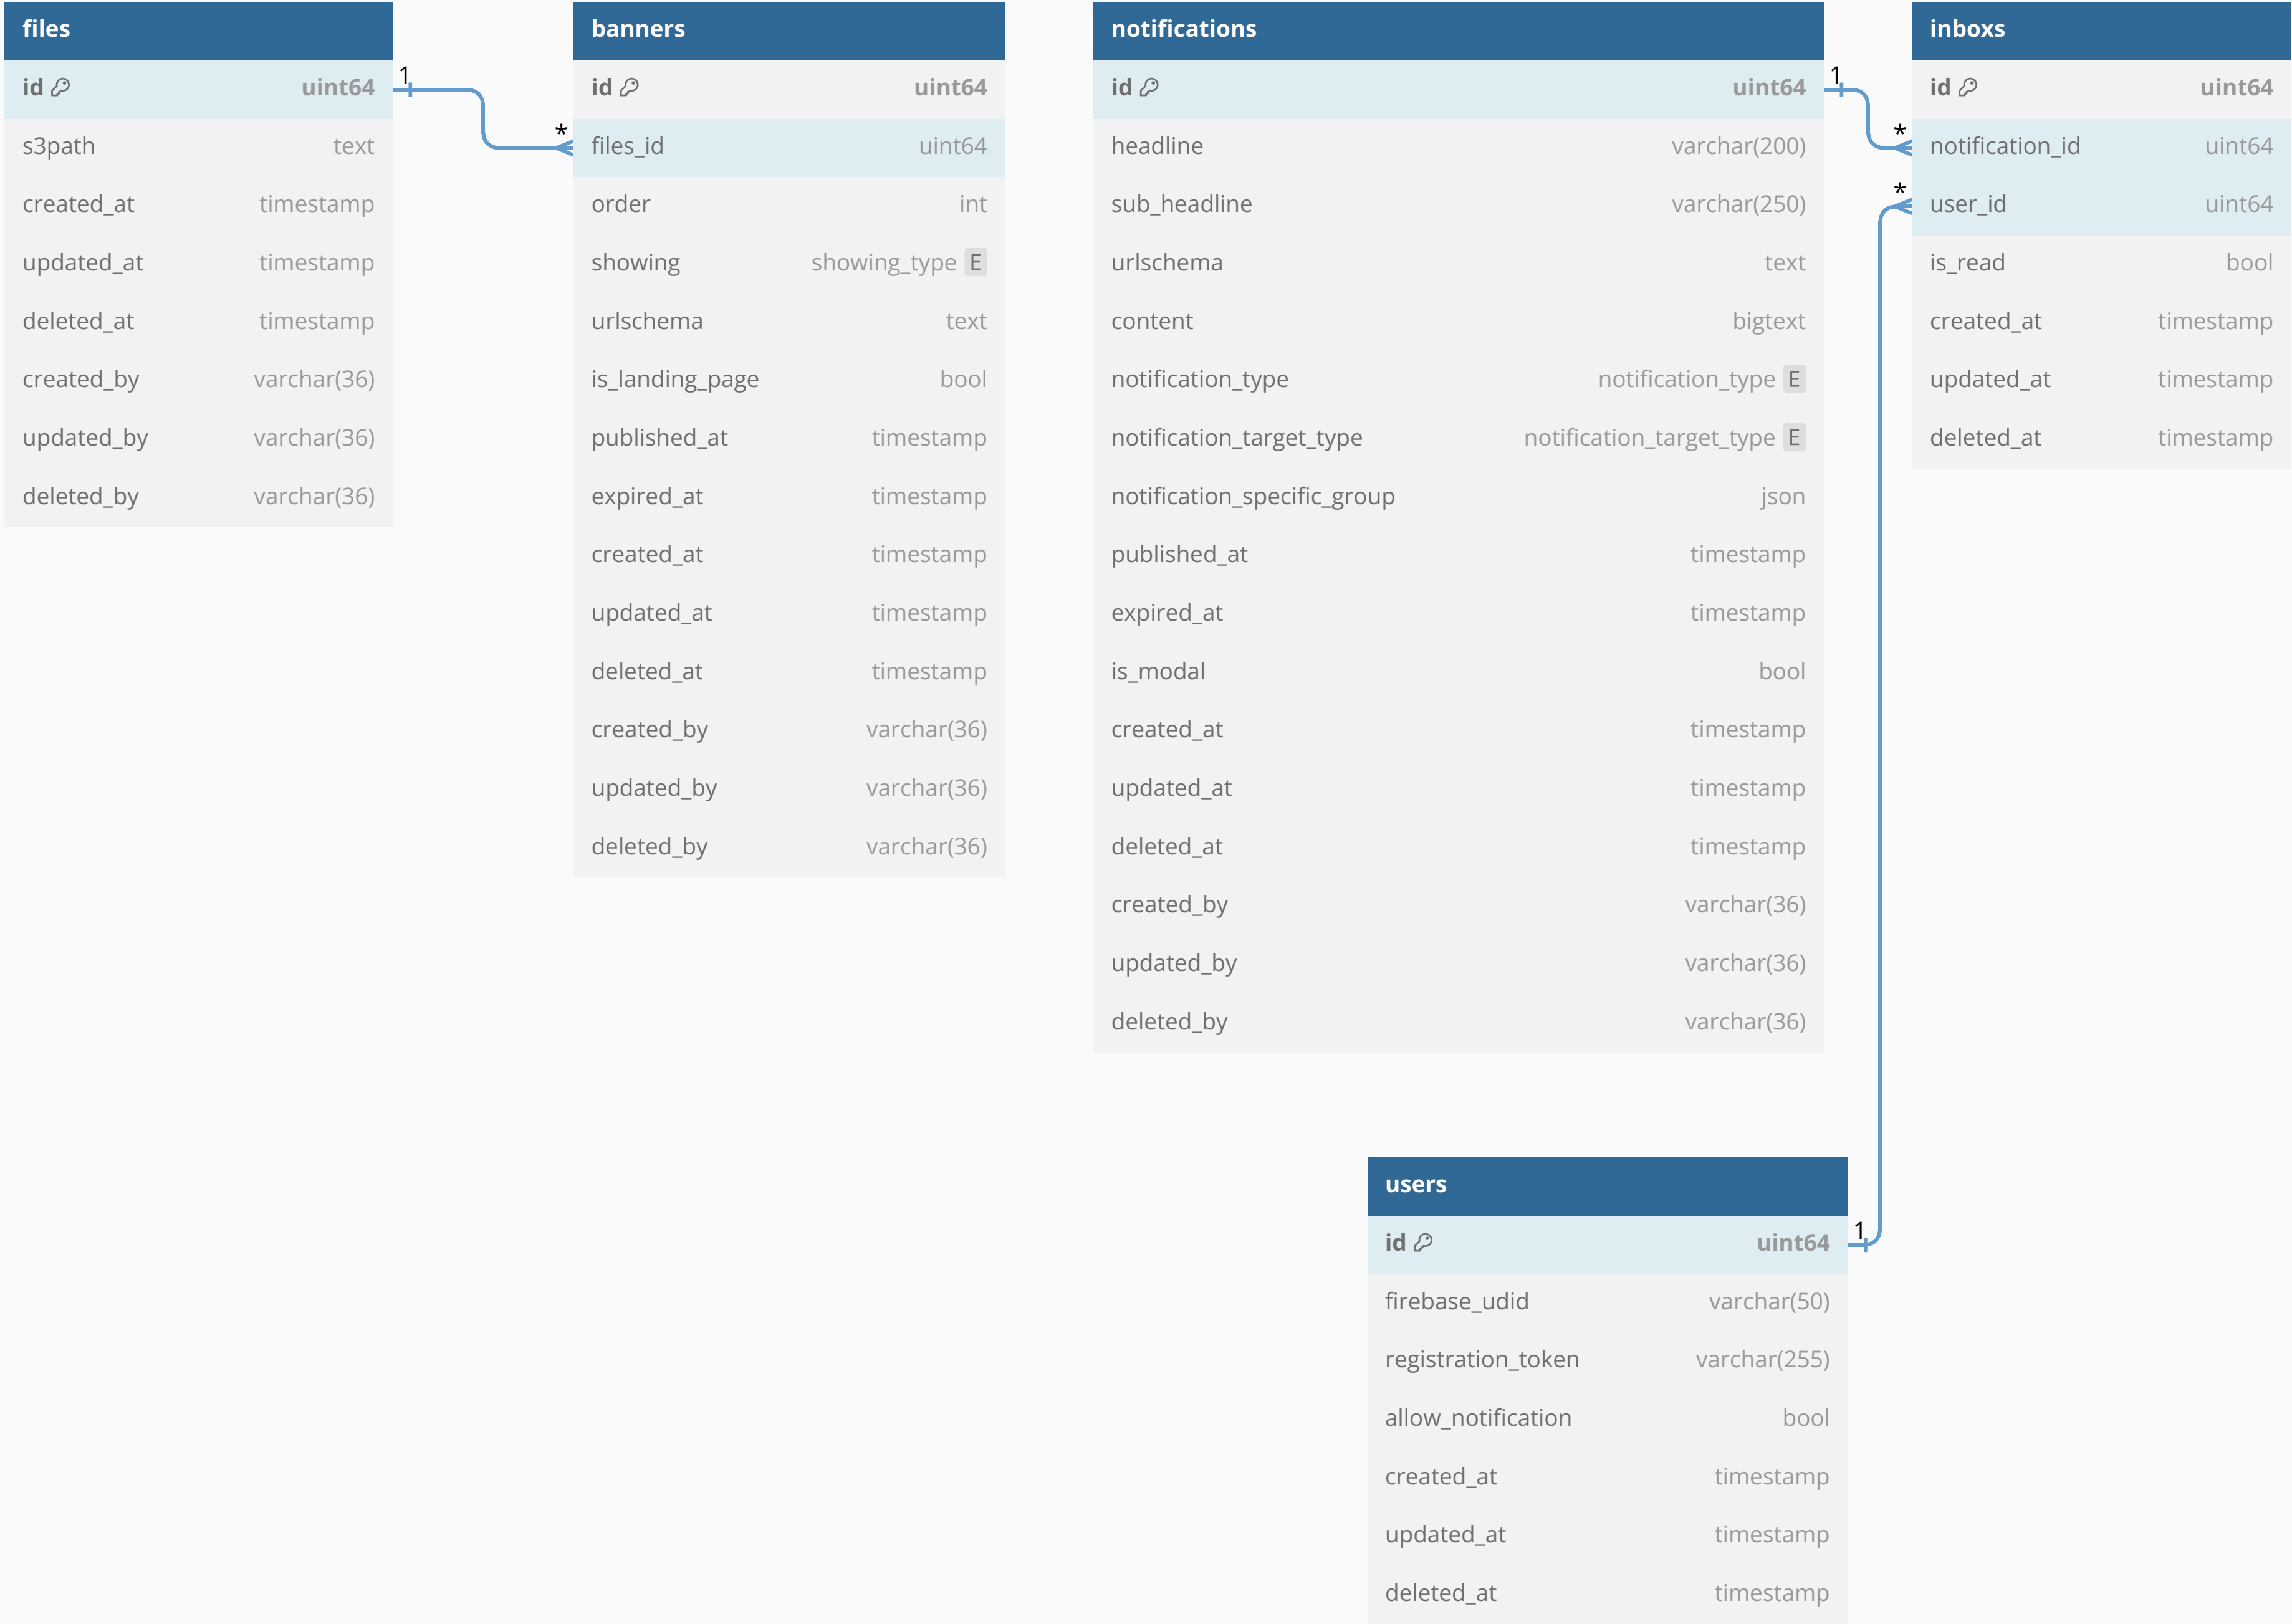 files
id uint64
s3path text
created_at timestamp
updated_at timestamp
deleted_at timestamp
created_by varchar(36)
updated_by varchar(36)
deleted_by varchar(36)
1
*
banners
id uint64
files_id uint64
order int
showing showing_type E
urlschema text
is_landing_page bool
published_at timestamp
expired_at timestamp
created_at timestamp
updated_at timestamp
deleted_at timestamp
created_by varchar(36)
updated_by varchar(36)
deleted_by varchar(36)
notifications
id uint64
headline varchar(200)
sub_headline varchar(250)
urlschema text
content bigtext
notification_type notification_type E
notification_target_type notification_target_type E
notification_specific_group json
published_at timestamp
expired_at timestamp
is_modal bool
created_at timestamp
updated_at timestamp
deleted_at timestamp
created_by varchar(36)
updated_by varchar(36)
deleted_by varchar(36)
1
*
*
inboxs
id uint64
notification_id uint64
user_id uint64
is_read bool
created_at timestamp
updated_at timestamp
deleted_at timestamp
users
id uint64
firebase_udid varchar(50)
registration_token varchar(255)
allow_notification bool
created_at timestamp
updated_at timestamp
deleted_at timestamp
1